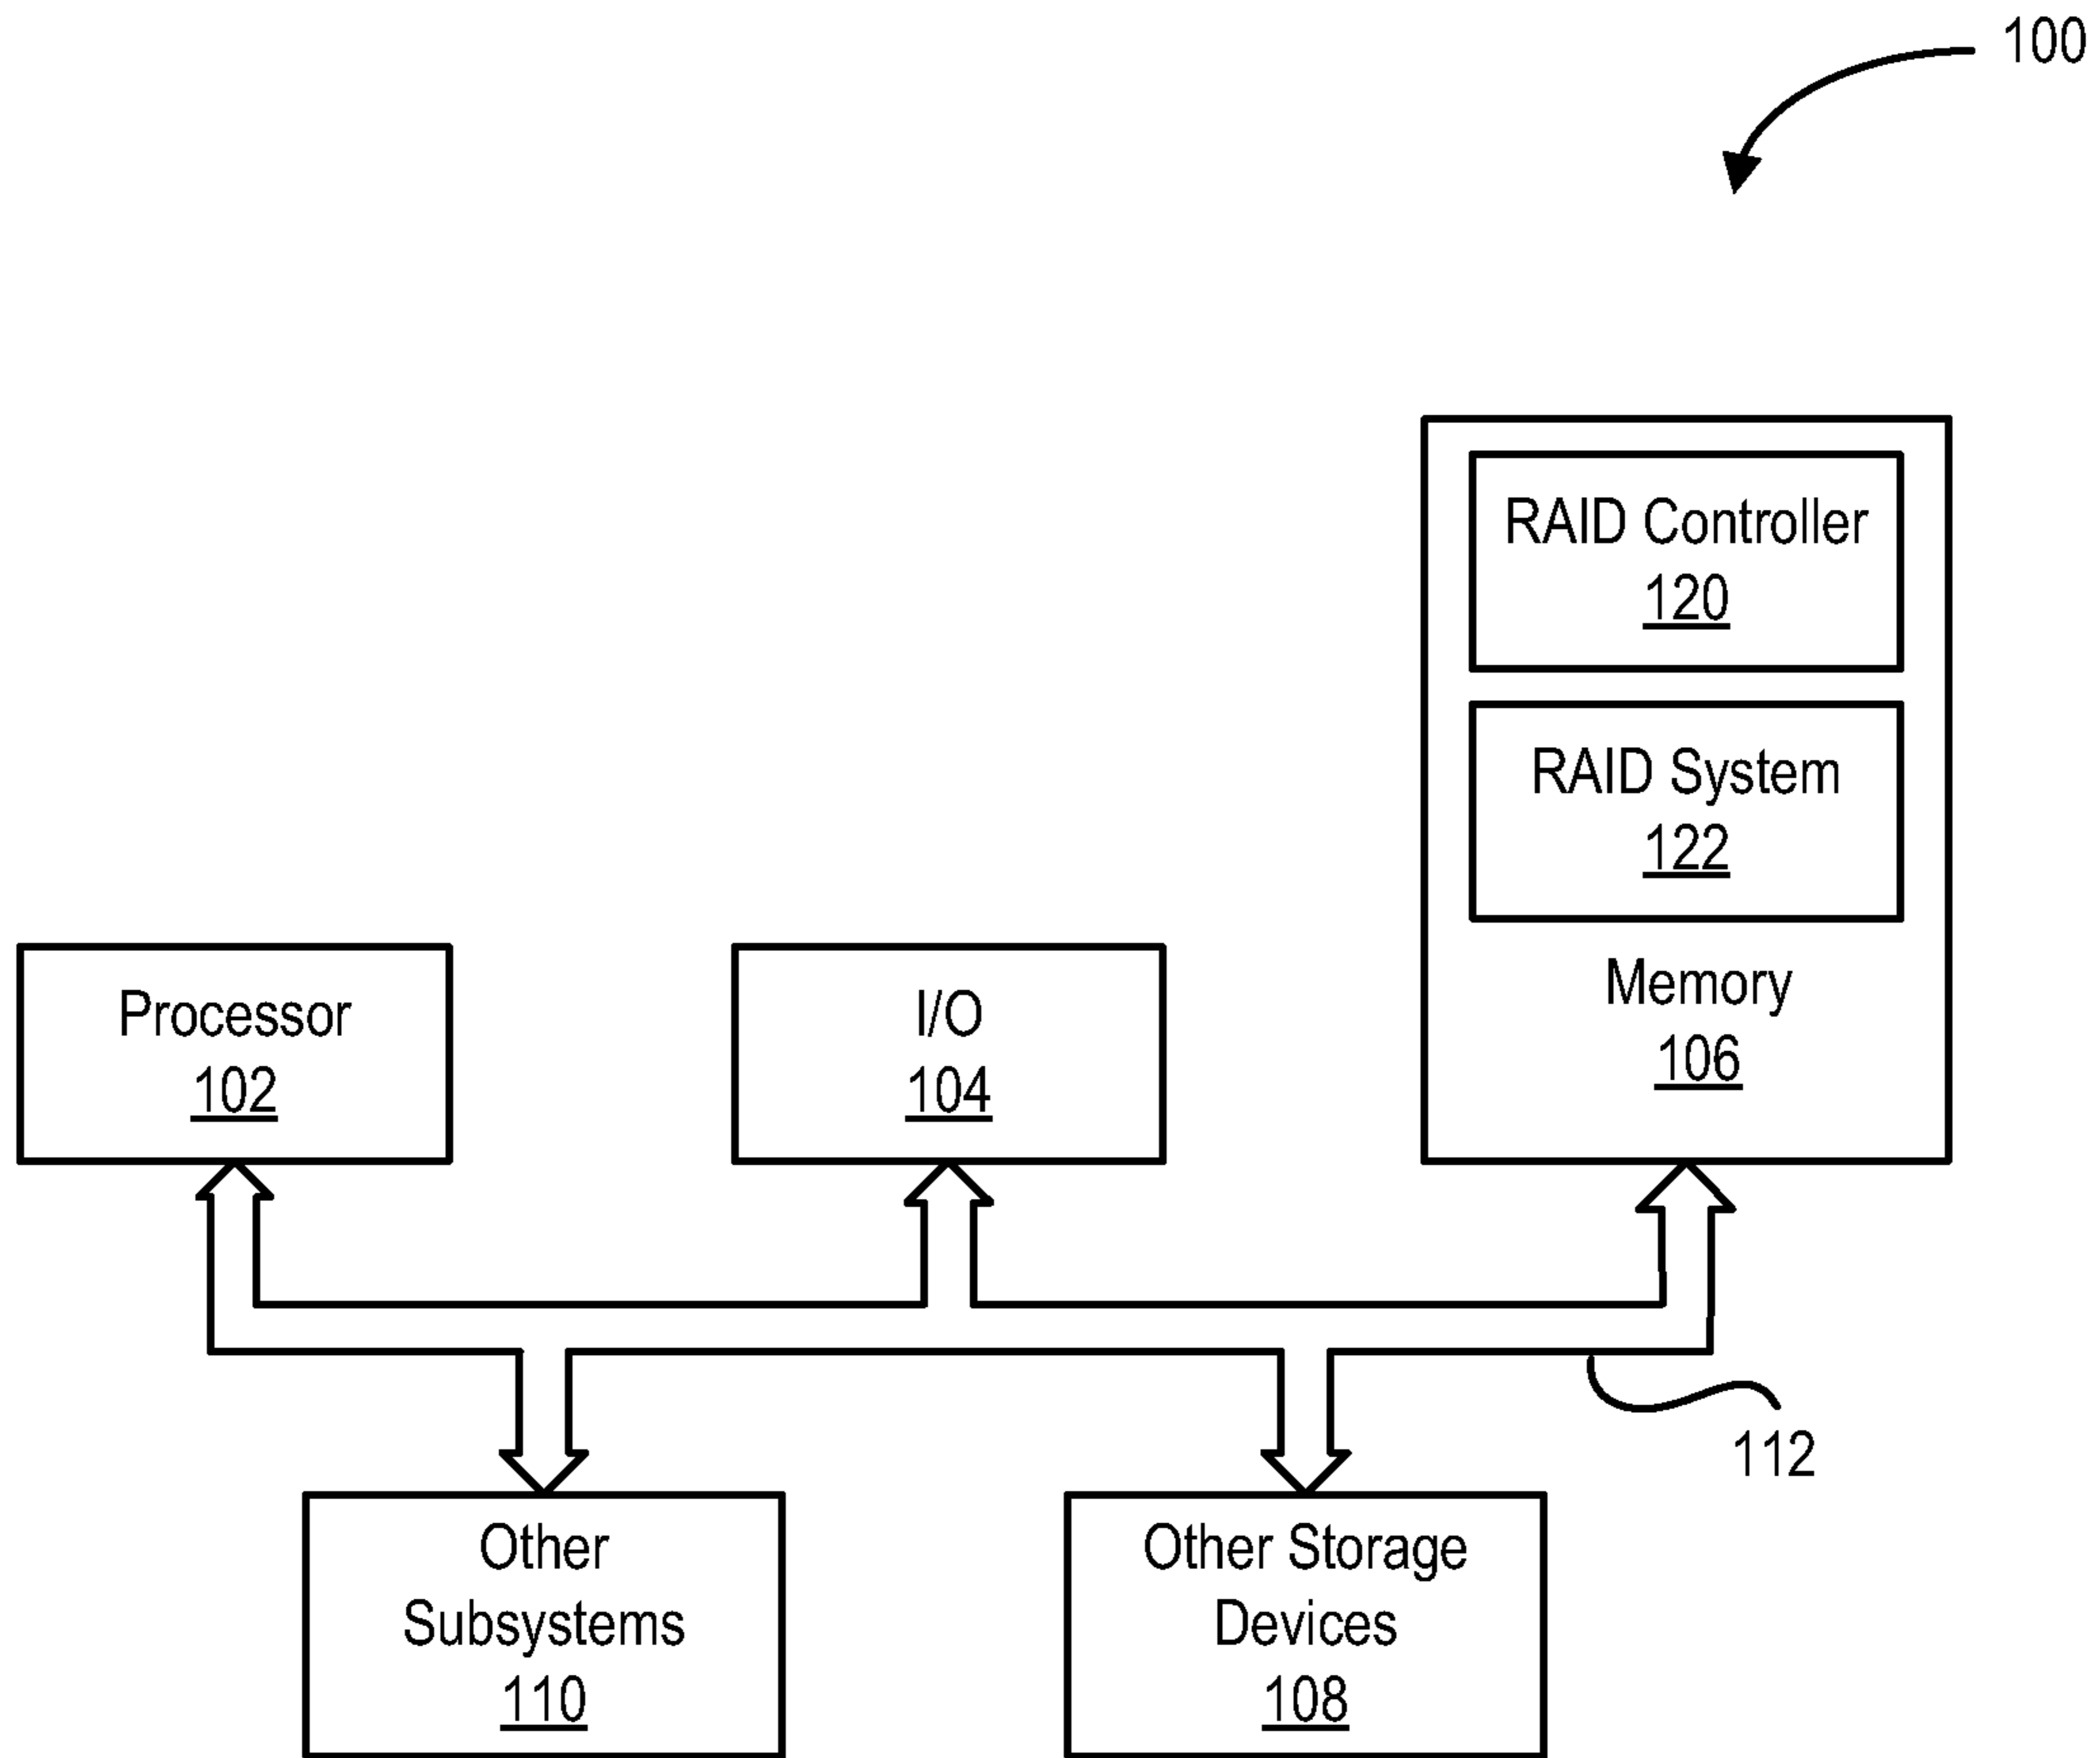 100
RAID Controller
120
RAID System
122
Memory
106
Processor
102
I/O
104
112
Other
Subsystems
110
Other Storage
Devices
108